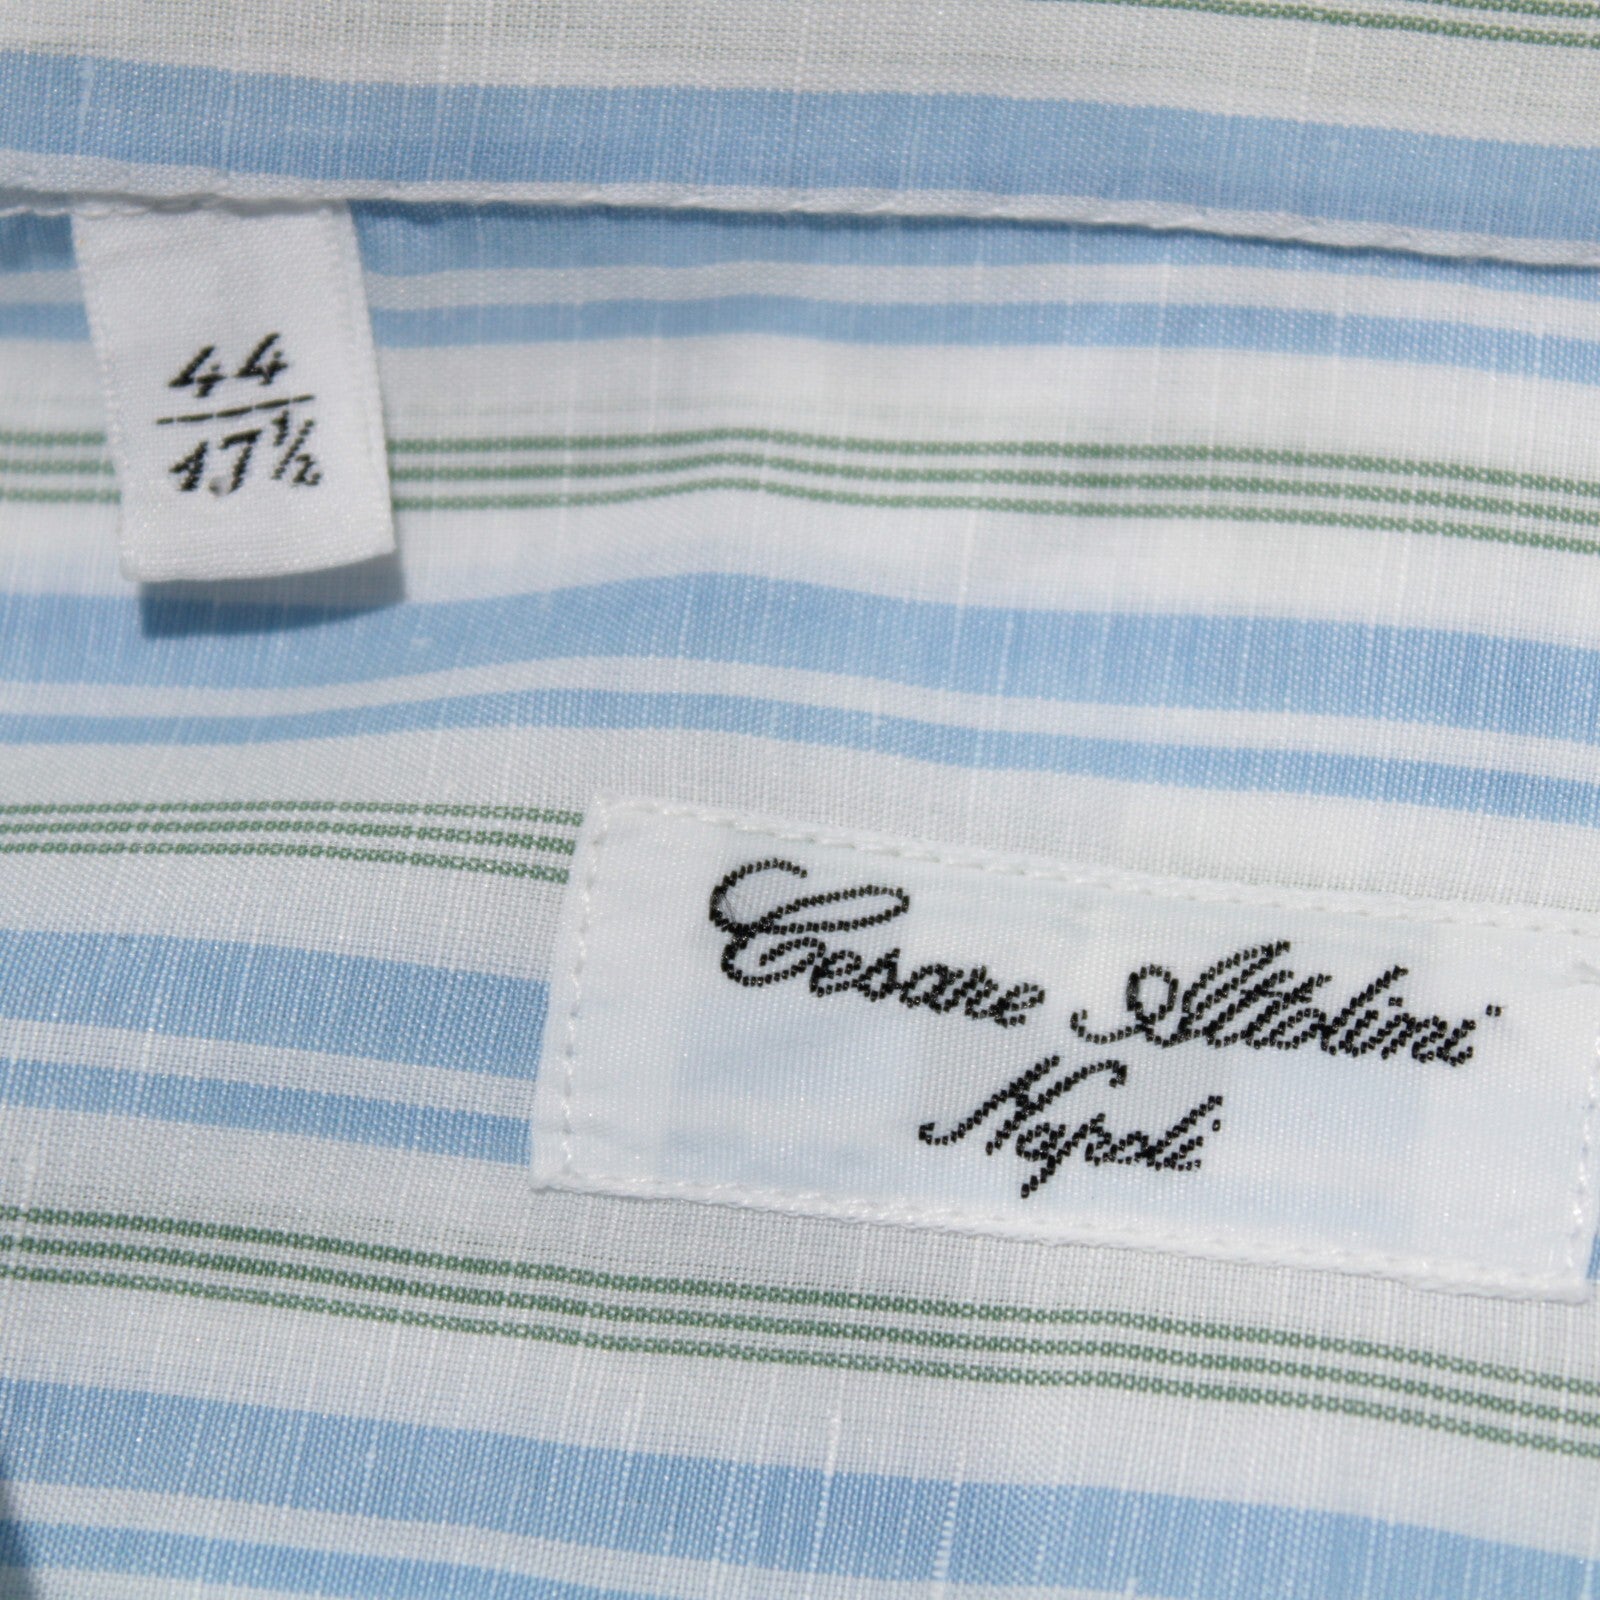 44
17½
Cesare Attolini
Napoli